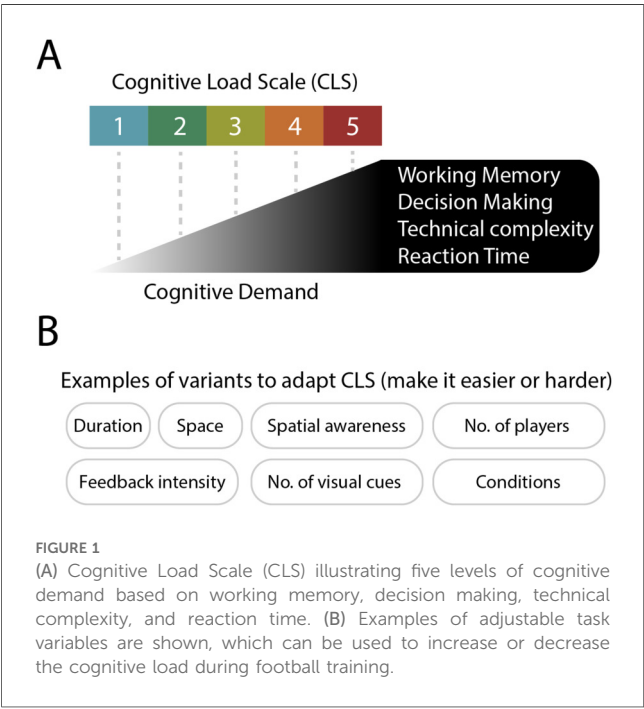 A
Cognitive Load Scale (CLS)
1 2 3 4 5
Working Memory
Decision Making
Technical complexity
Reaction Time
Cognitive Demand
B
Examples of variants to adapt CLS (make it easier or harder)
Duration Space Spatial awareness No. of players
Feedback intensity No. of visual cues Conditions
FIGURE 1
(A) Cognitive Load Scale (CLS) illustrating five levels of cognitive
demand based on working memory, decision making, technical
complexity, and reaction time. (B) Examples of adjustable task
variables are shown, which can be used to increase or decrease
the cognitive load during football training.